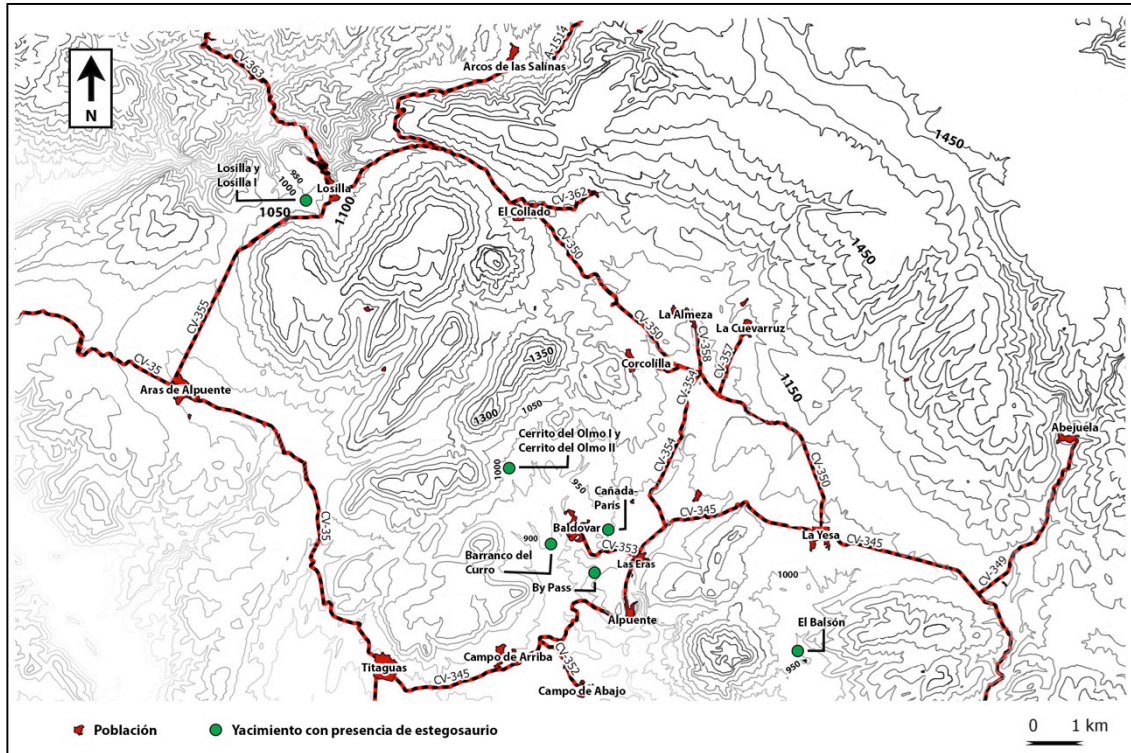 N
CV-363
1514
Arcos de las Salinas
1450
Losilla y
Losilla I
950
1000
1050
Losilla
1100
El Collado
CV-362
CV-350
1450
CV-355
La Almeza
La Cuevarruz
CV-350
CV-358
CV-357
Corcolilla
CV-354
1350
CV-35
Aras de Alpuente
1300
1050
1150
Abejuela
Cerrito del Olmo I y
Cerrito del Olmo II
1000
950
CV-354
CV-350
Cañada-
París
CV-345
CV-35
Baldovar
La Yesa
CV-345
900
CV-353
Las Eras
Barranco del
Curro
By Pass
1000
CV-349
Alpuente
El Balsón
Campo de Arriba
CV-352
950
Titaguas
CV-345
Campo de Abajo
Población
Yacimiento con presencia de estegosaurio
0 1 km